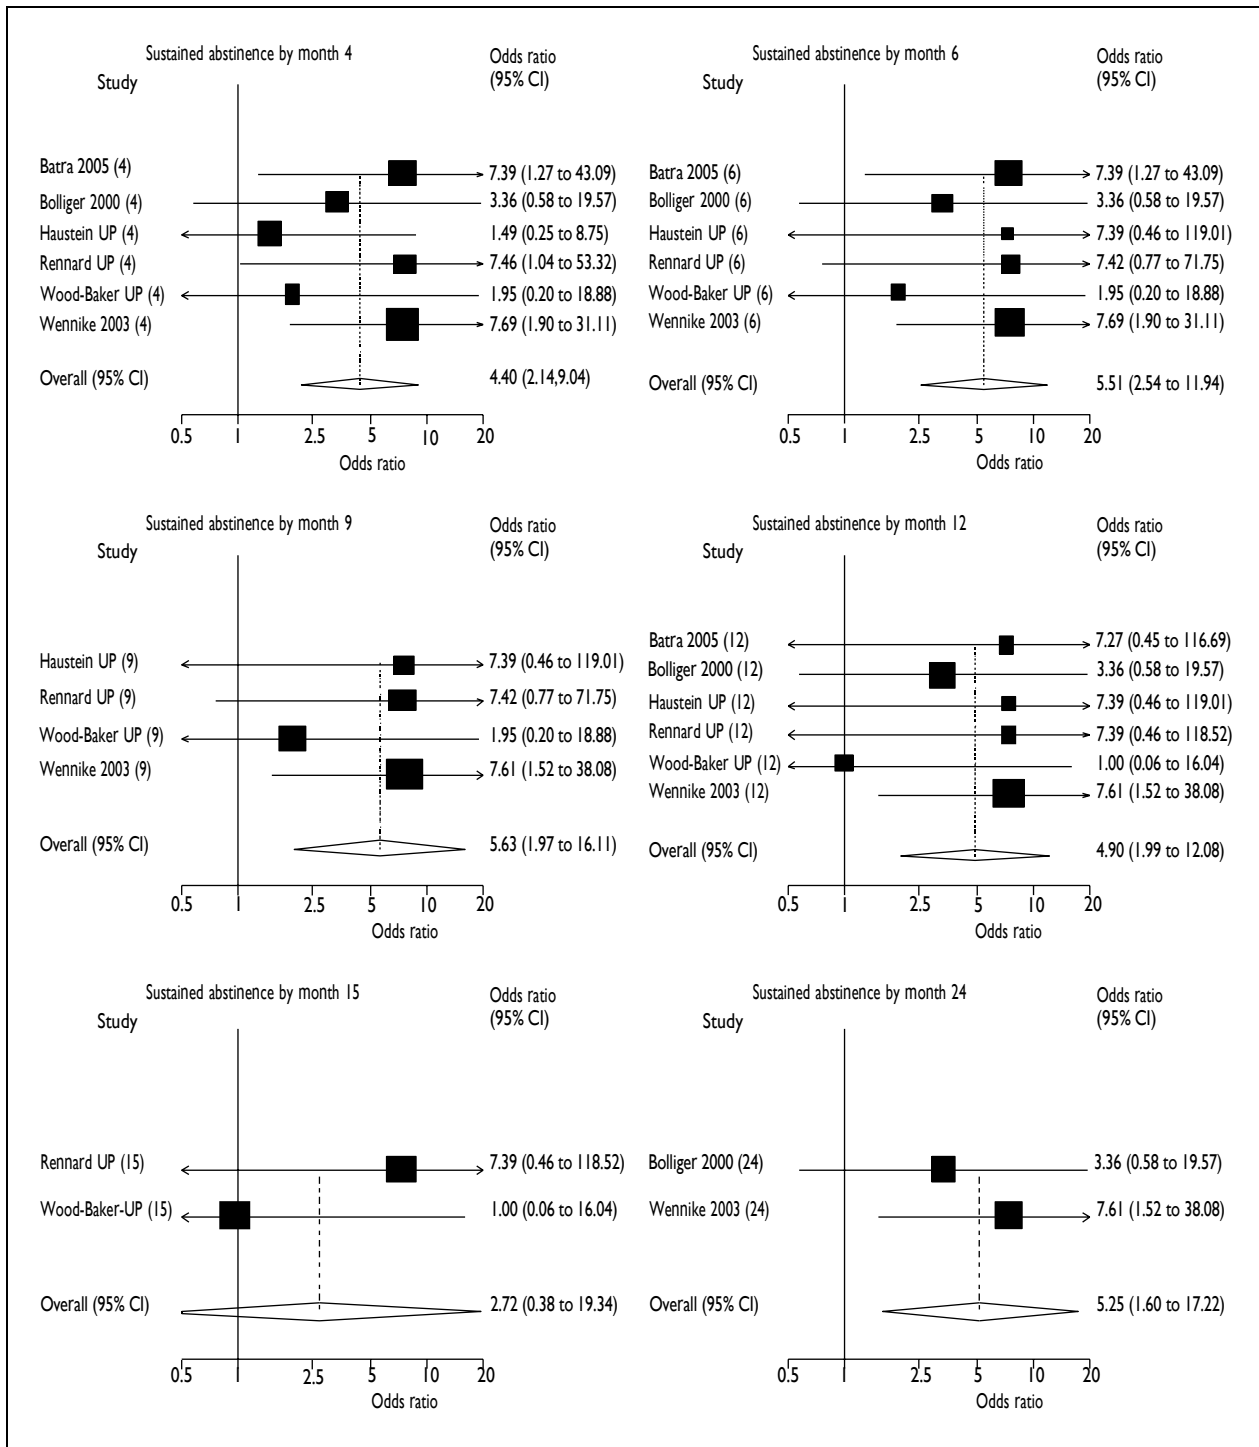 Sustained abstinence by month 4
Odds ratio
(95% CI)
Study
Batra 2005 (4) 7.39 (1.27 to 43.09)
Bolliger 2000 (4) 3.36 (0.58 to 19.57)
Haustein UP (4) 1.49 (0.25 to 8.75)
Rennard UP (4) 7.46 (1.04 to 53.32)
Wood-Baker UP (4) 1.95 (0.20 to 18.88)
Wennike 2003 (4) 7.69 (1.90 to 31.11)
Overall (95% CI) 4.40 (2.14,9.04)
0.5 1 2.5 5 10 20
Odds ratio
Sustained abstinence by month 6
Odds ratio
(95% CI)
Study
Batra 2005 (6) 7.39 (1.27 to 43.09)
Bolliger 2000 (6) 3.36 (0.58 to 19.57)
Haustein UP (6) 7.39 (0.46 to 119.01)
Rennard UP (6) 7.42 (0.77 to 71.75)
Wood-Baker UP (6) 1.95 (0.20 to 18.88)
Wennike 2003 (6) 7.69 (1.90 to 31.11)
Overall (95% CI) 5.51 (2.54 to 11.94)
0.5 1 2.5 5 10 20
Odds ratio
Sustained abstinence by month 9
Odds ratio
(95% CI)
Study
Haustein UP (9) 7.39 (0.46 to 119.01)
Rennard UP (9) 7.42 (0.77 to 71.75)
Wood-Baker UP (9) 1.95 (0.20 to 18.88)
Wennike 2003 (9) 7.61 (1.52 to 38.08)
Overall (95% CI) 5.63 (1.97 to 16.11)
0.5 1 2.5 5 10 20
Odds ratio
Sustained abstinence by month 12
Odds ratio
(95% CI)
Study
Batra 2005 (12) 7.27 (0.45 to 116.69)
Bolliger 2000 (12) 3.36 (0.58 to 19.57)
Haustein UP (12) 7.39 (0.46 to 119.01)
Rennard UP (12) 7.39 (0.46 to 118.52)
Wood-Baker UP (12) 1.00 (0.06 to 16.04)
Wennike 2003 (12) 7.61 (1.52 to 38.08)
Overall (95% CI) 4.90 (1.99 to 12.08)
0.5 1 2.5 5 10 20
Odds ratio
Sustained abstinence by month 15
Odds ratio
(95% CI)
Study
Rennard UP (15) 7.39 (0.46 to 118.52)
Wood-Baker-UP (15) 1.00 (0.06 to 16.04)
Overall (95% CI) 2.72 (0.38 to 19.34)
0.5 1 2.5 5 10 20
Odds ratio
Sustained abstinence by month 24
Odds ratio
(95% CI)
Study
Bolliger 2000 (24) 3.36 (0.58 to 19.57)
Wennike 2003 (24) 7.61 (1.52 to 38.08)
Overall (95% CI) 5.25 (1.60 to 17.22)
0.5 1 2.5 5 10 20
Odds ratio